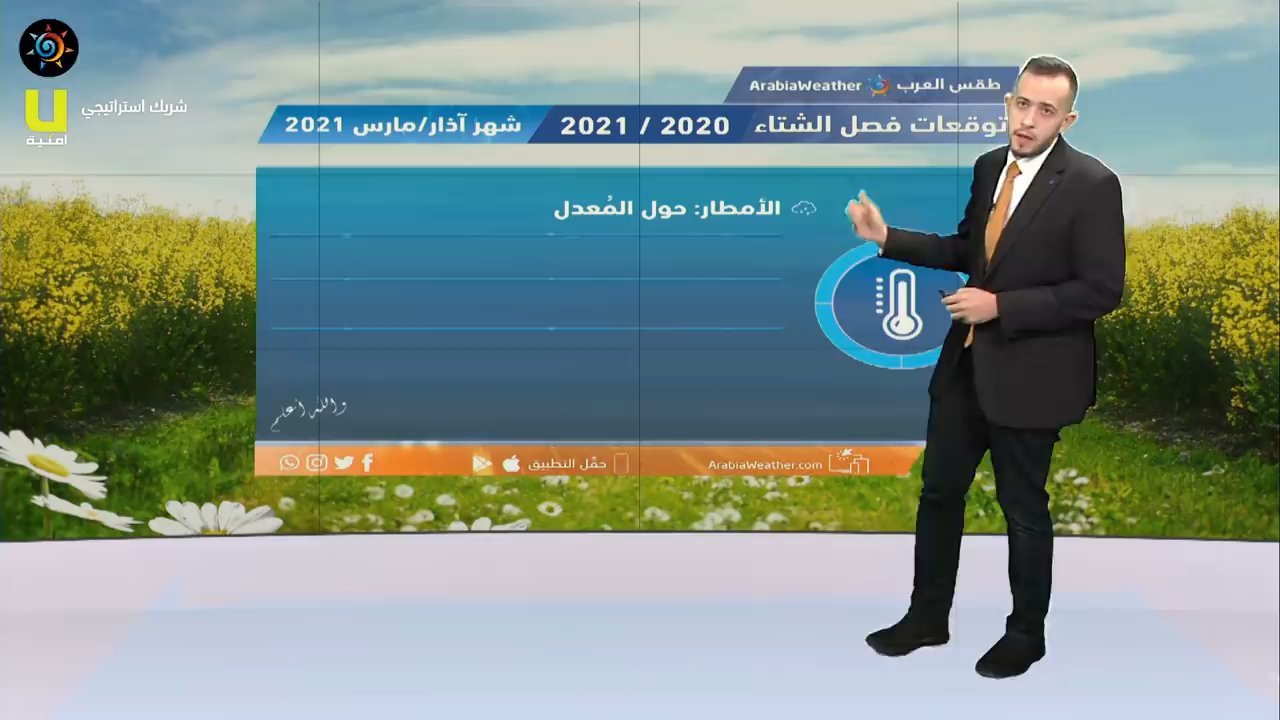 شريك استراتيجي
أمنية
طقس العرب ArabiaWeather
توقعات فصل الشتاء 2020 / 2021 شهر آذار/مارس 2021
الأمطار: حول المُعدل
والله أعلم
ArabiaWeather.com حمّل التطبيق